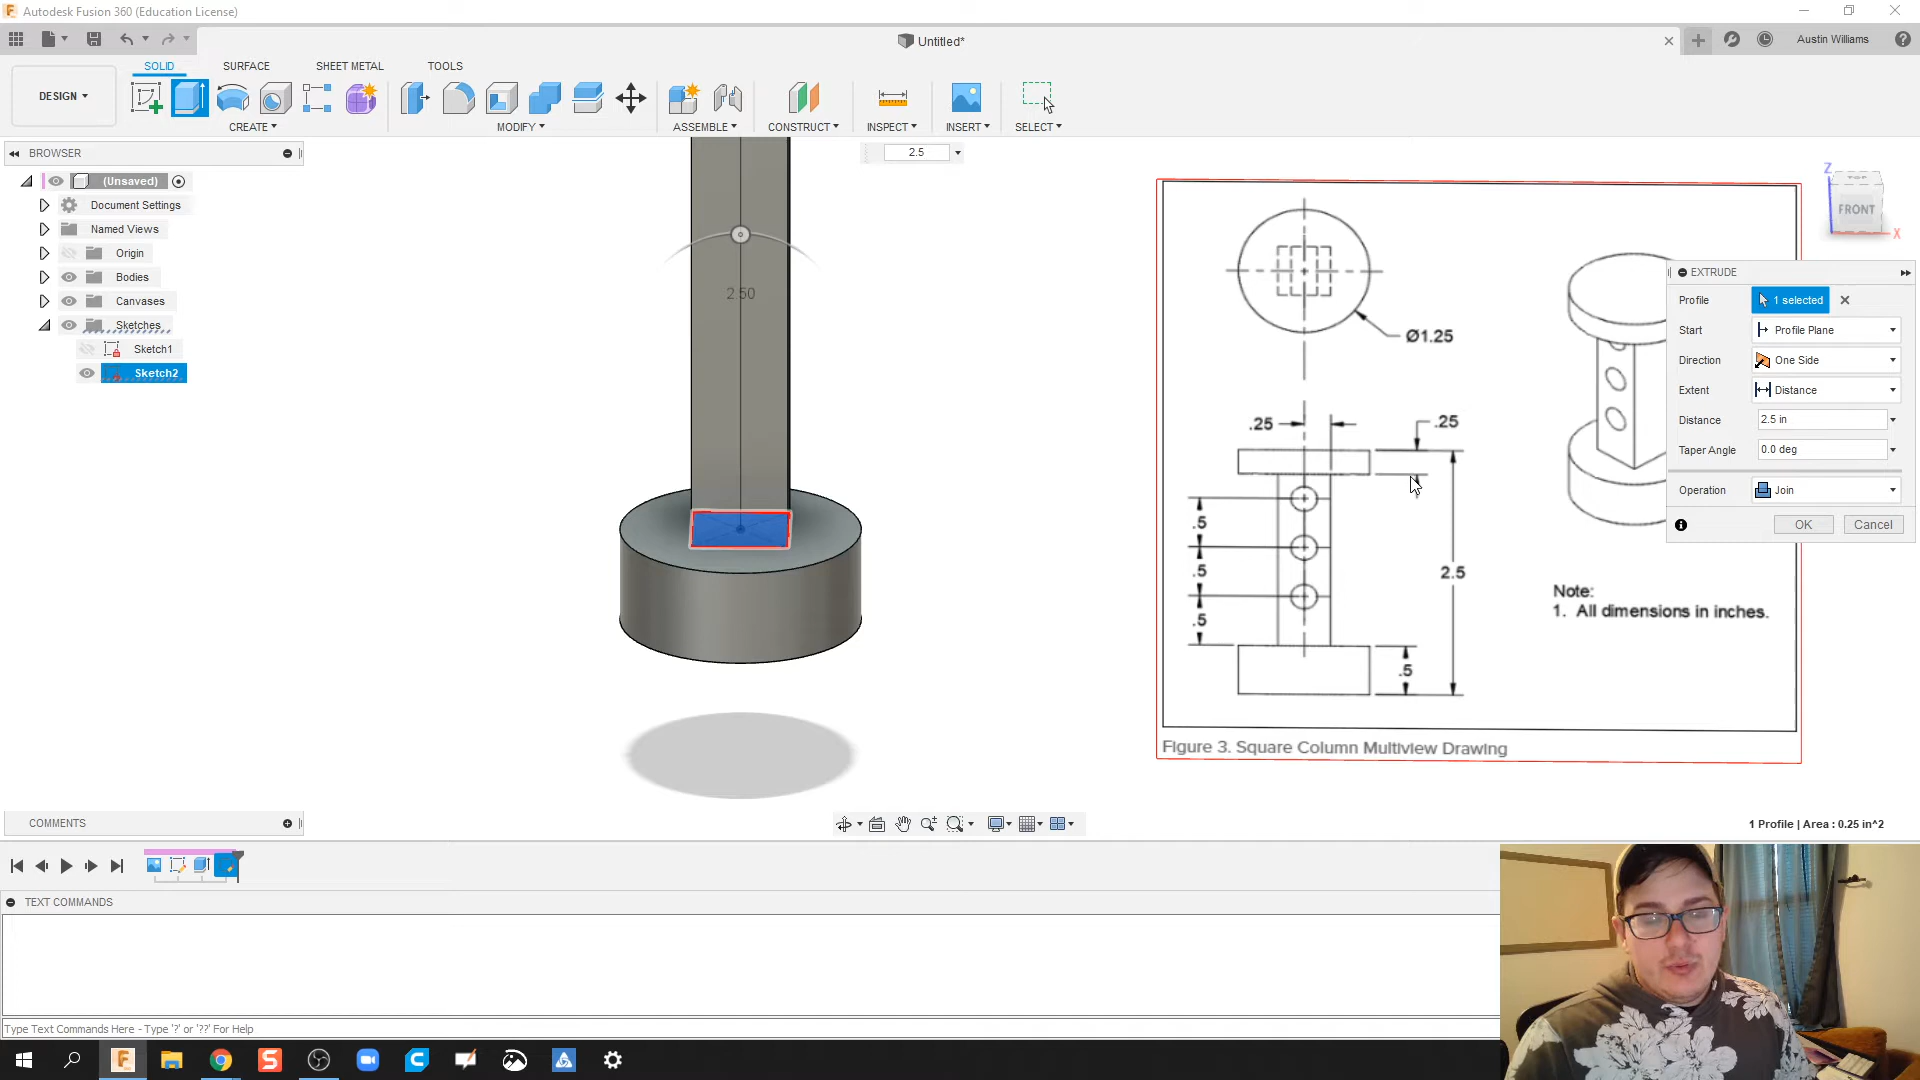 Autodesk Fusion 360 (Education License)
Untitled*
Austin Williams
DESIGN
SOLID
SURFACE
SHEET METAL
TOOLS
CREATE
MODIFY
ASSEMBLE
CONSTRUCT
INSPECT
INSERT
SELECT
BROWSER
(Unsaved)
Document Settings
Named Views
Origin
Bodies
Canvases
Sketches
Sketch1
Sketch2
2.5
2.50
Ø1.25
.25
.25
.5
.5
.5
2.5
.5
Note:
1. All dimensions in inches.
Figure 3. Square Column Multiview Drawing
Z
TOP
FRONT
X
EXTRUDE
Profile
1 selected
Start
Profile Plane
Direction
One Side
Extent
Distance
Distance
2.5 in
Taper Angle
0.0 deg
Operation
Join
OK
Cancel
COMMENTS
1 Profile | Area : 0.25 in^2
TEXT COMMANDS
Type Text Commands Here - Type '?' or '??' For Help